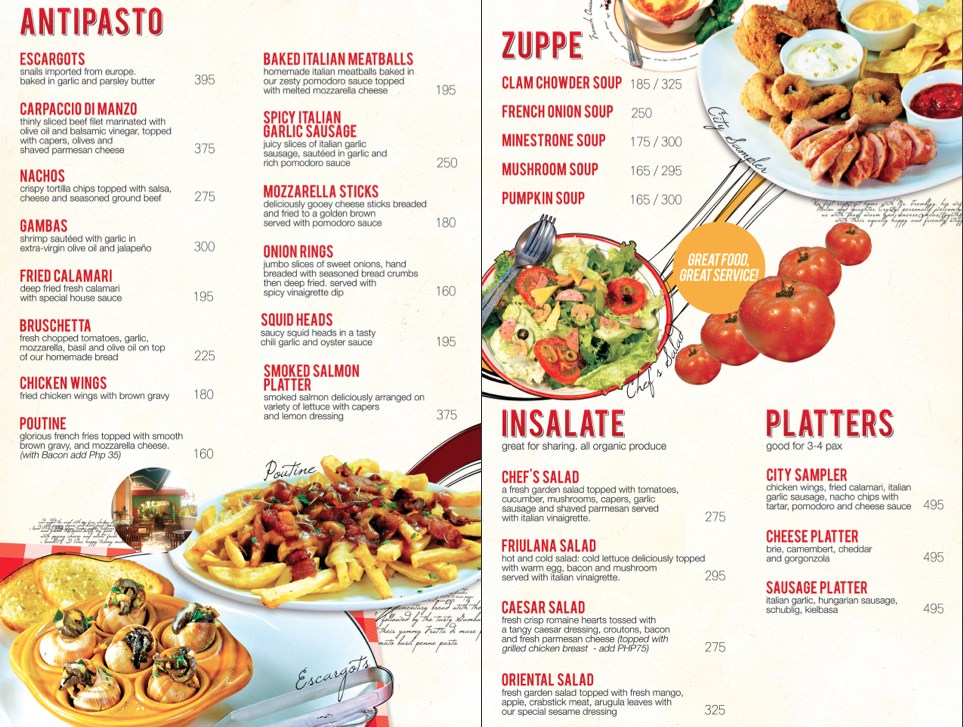 ANTIPASTO
ESCARGOTS
snails imported from europe.
baked in garlic and parsley butter 395
CARPACCIO DI MANZO
thinly sliced beef filet marinated with
olive oil and balsamic vinegar, topped
with capers, olives and
shaved parmesan cheese 375
NACHOS
crispy tortilla chips topped with salsa,
cheese and seasoned ground beef 275
GAMBAS
shrimp sautéed with garlic in
extra-virgin olive oil and jalapeño 300
FRIED CALAMARI
deep fried fresh calamari
with special house sauce 195
BRUSCHETTA
fresh chopped tomatoes, garlic,
mozzarella, basil and olive oil on top
of our homemade bread 225
CHICKEN WINGS
fried chicken wings with brown gravy 180
POUTINE
glorious french fries topped with smooth
brown gravy, and mozzarella cheese.
(with Bacon add Php 35) 160
BAKED ITALIAN MEATBALLS
homemade italian meatballs baked in
our zesty pomodoro sauce topped
with melted mozzarella cheese 195
SPICY ITALIAN
GARLIC SAUSAGE
juicy slices of italian garlic
sausage, sautéed in garlic and
rich pomodoro sauce 250
MOZZARELLA STICKS
deliciously gooey cheese sticks breaded
and fried to a golden brown
served with pomodoro sauce 180
ONION RINGS
jumbo slices of sweet onions, hand
breaded with seasoned bread crumbs
then deep fried. served with
spicy vinaigrette dip 160
SQUID HEADS
saucy squid heads in a tasty
chili garlic and oyster sauce 195
SMOKED SALMON
PLATTER
smoked salmon deliciously arranged on
variety of lettuce with capers
and lemon dressing 375
Poutine
Escargots
ZUPPE
CLAM CHOWDER SOUP 185 / 325
FRENCH ONION SOUP 250
MINESTRONE SOUP 175 / 300
MUSHROOM SOUP 165 / 295
PUMPKIN SOUP 165 / 300
City Sampler
GREAT FOOD,
GREAT SERVICE!
Chef's Salad
INSALATE
great for sharing. all organic produce
CHEF'S SALAD
a fresh garden salad topped with tomatoes,
cucumber, mushrooms, capers, garlic
sausage and shaved parmesan served
with italian vinaigrette. 275
FRIULANA SALAD
hot and cold salad: cold lettuce deliciously topped
with warm egg, bacon and mushroom
served with italian vinaigrette. 295
CAESAR SALAD
fresh crisp romaine hearts tossed with
a tangy caesar dressing, croutons, bacon
and fresh parmesan cheese (topped with
grilled chicken breast - add PHP75) 275
ORIENTAL SALAD
fresh garden salad topped with fresh mango,
apple, crabstick meat, arugula leaves with
our special sesame dressing 325
PLATTERS
good for 3-4 pax
CITY SAMPLER
chicken wings, fried calamari, italian
garlic sausage, nacho chips with
tartar, pomodoro and cheese sauce 495
CHEESE PLATTER
brie, camembert, cheddar
and gorgonzola 495
SAUSAGE PLATTER
italian garlic, hungarian sausage,
schublig, kielbasa 495